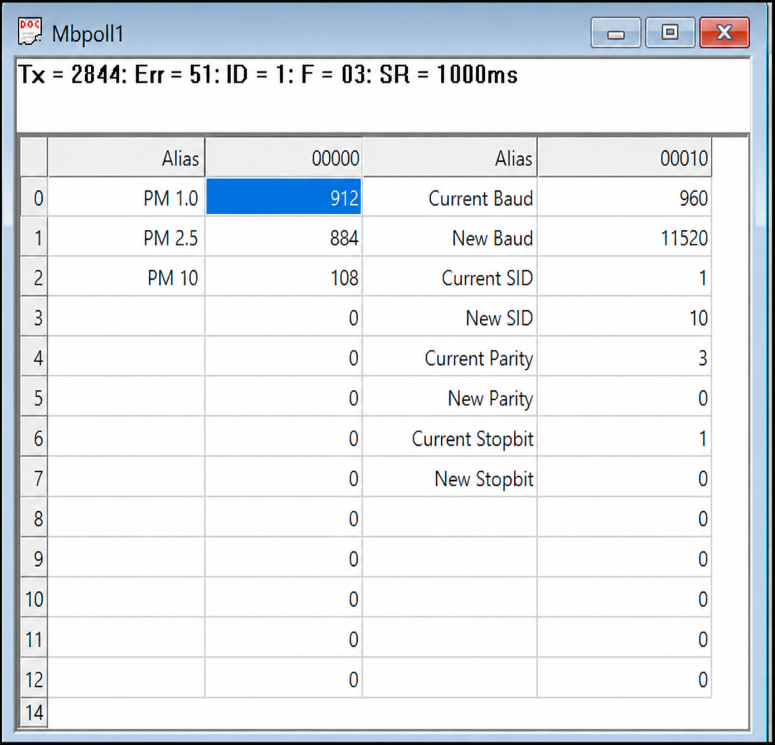 DOC
Mbpoll1
Tx = 2844: Err = 51: ID = 1: F = 03: SR = 1000ms
Alias 00000 Alias 00010
0 PM 1.0 912 Current Baud 960
1 PM 2.5 884 New Baud 11520
2 PM 10 108 Current SID 1
3 0 New SID 10
4 0 Current Parity 3
5 0 New Parity 0
6 0 Current Stopbit 1
7 0 New Stopbit 0
8 0 0
9 0 0
10 0 0
11 0 0
12 0 0
14